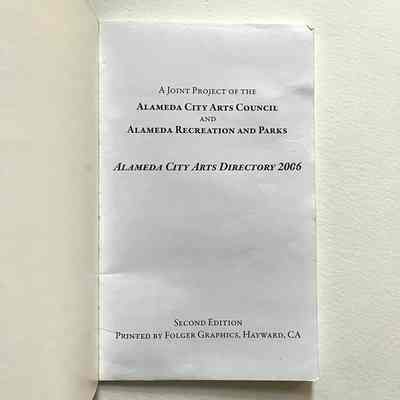 A Joint Project of the
Alameda City Arts Council
and
Alameda Recreation and Parks
Alameda City Arts Directory 2006
Second Edition
Printed by Folger Graphics, Hayward, CA